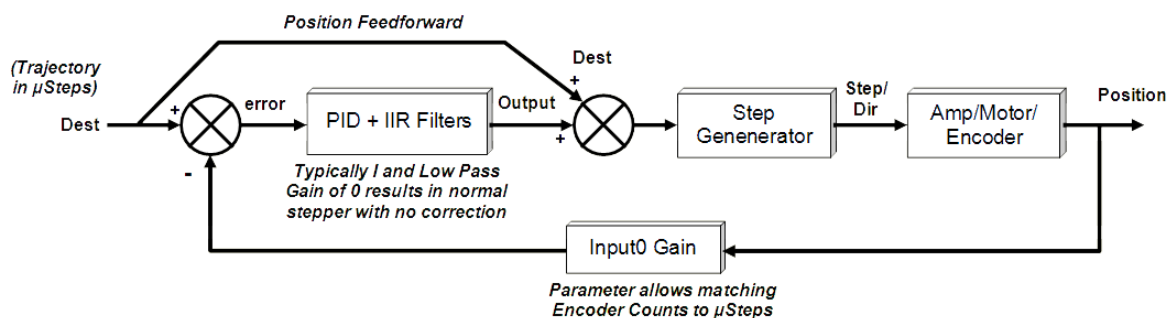 Position Feedforward
(Trajectory
in µSteps)
Dest
+
-
error
PID + IIR Filters
Typically I and Low Pass
Gain of 0 results in normal
stepper with no correction
Output
+
Dest
+
Step
Genenerator
Step/
Dir
Amp/Motor/
Encoder
Position
Input0 Gain
Parameter allows matching
Encoder Counts to µSteps